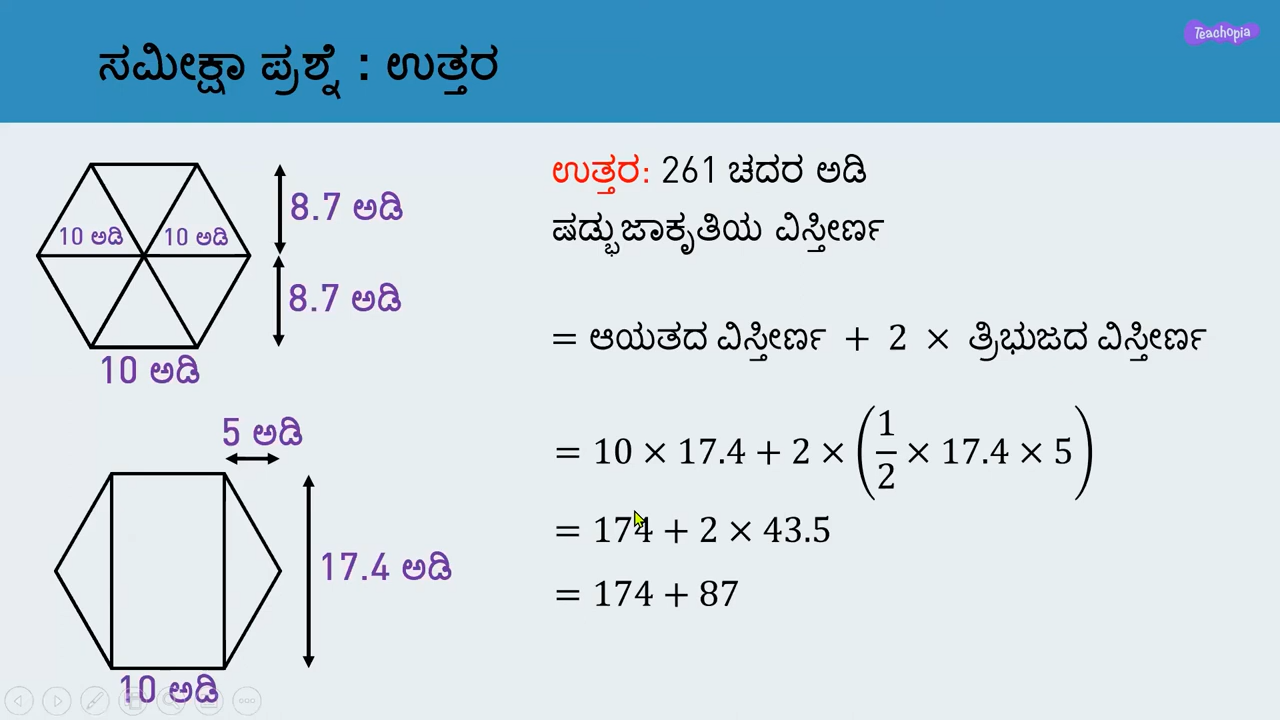 Teachopia
ಸಮೀಕ್ಷಾ ಪ್ರಶ್ನೆ : ಉತ್ತರ
8.7 ಅಡಿ
10 ಅಡಿ 10 ಅಡಿ
8.7 ಅಡಿ
10 ಅಡಿ
5 ಅಡಿ
17.4 ಅಡಿ
10 ಅಡಿ
ಉತ್ತರ: 261 ಚದರ ಅಡಿ
ಷಡ್ಭುಜಾಕೃತಿಯ ವಿಸ್ತೀರ್ಣ
= ಆಯತದ ವಿಸ್ತೀರ್ಣ + 2 × ತ್ರಿಭುಜದ ವಿಸ್ತೀರ್ಣ
= 10 × 17.4 + 2 × (1/2 × 17.4 × 5)
= 174 + 2 × 43.5
= 174 + 87